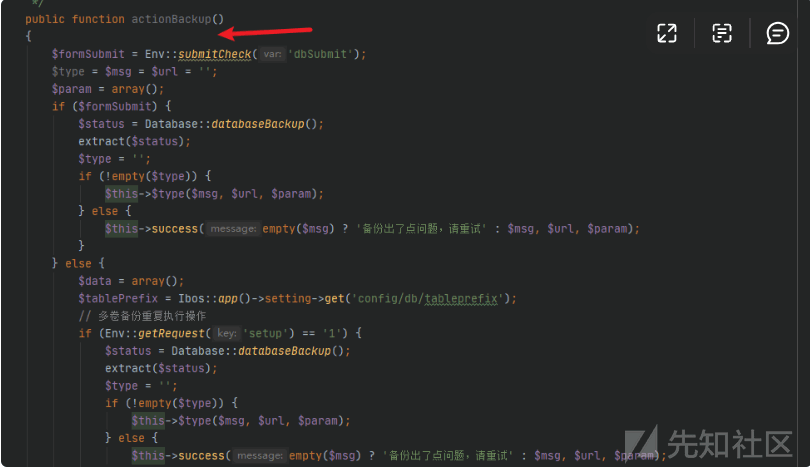 */
public function actionBackup()
{
$formSubmit = Env::submitCheck( var: 'dbSubmit');
$type = $msg = $url = '';
$param = array();
if ($formSubmit) {
$status = Database::databaseBackup();
extract($status);
$type = '';
if (!empty($type)) {
$this->$type($msg, $url, $param);
} else {
$this->success( message: empty($msg) ? '备份出了点问题，请重试' : $msg, $url, $param);
}
} else {
$data = array();
$tablePrefix = Ibos::app()->setting->get('config/db/tableprefix');
// 多卷备份重复执行操作
if (Env::getRequest( key: 'setup') == '1') {
$status = Database::databaseBackup();
extract($status);
$type = '';
if (!empty($type)) {
$this->$type($msg, $url, $param);
} else {
$this->success( message: empty($msg) ? '备份出了点问题，请重试' : $msg, $url, $param);
先知社区